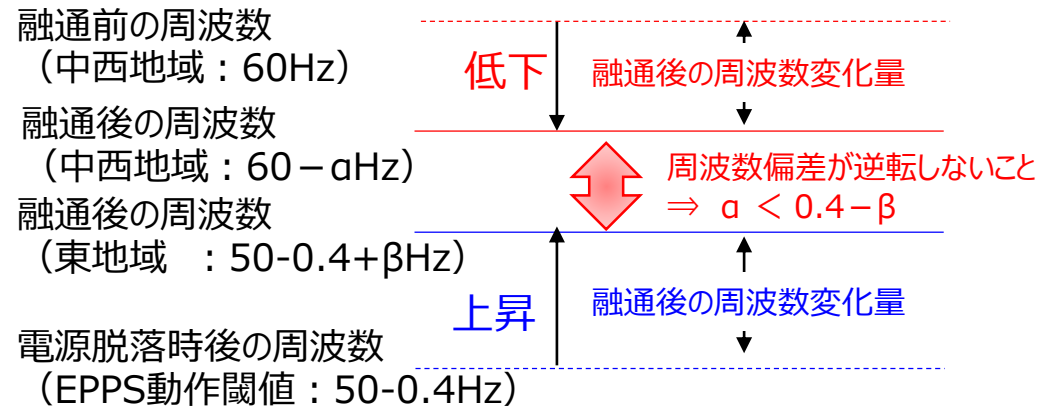 融通前の周波数
（中西地域：60Hz）
低下
融通後の周波数変化量
融通後の周波数
（中西地域：60－αHz）
周波数偏差が逆転しないこと
⇒ α ＜ 0.4－β
融通後の周波数
（東地域　：50-0.4+βHz）
上昇
融通後の周波数変化量
電源脱落時後の周波数
（EPPS動作閾値：50-0.4Hz）